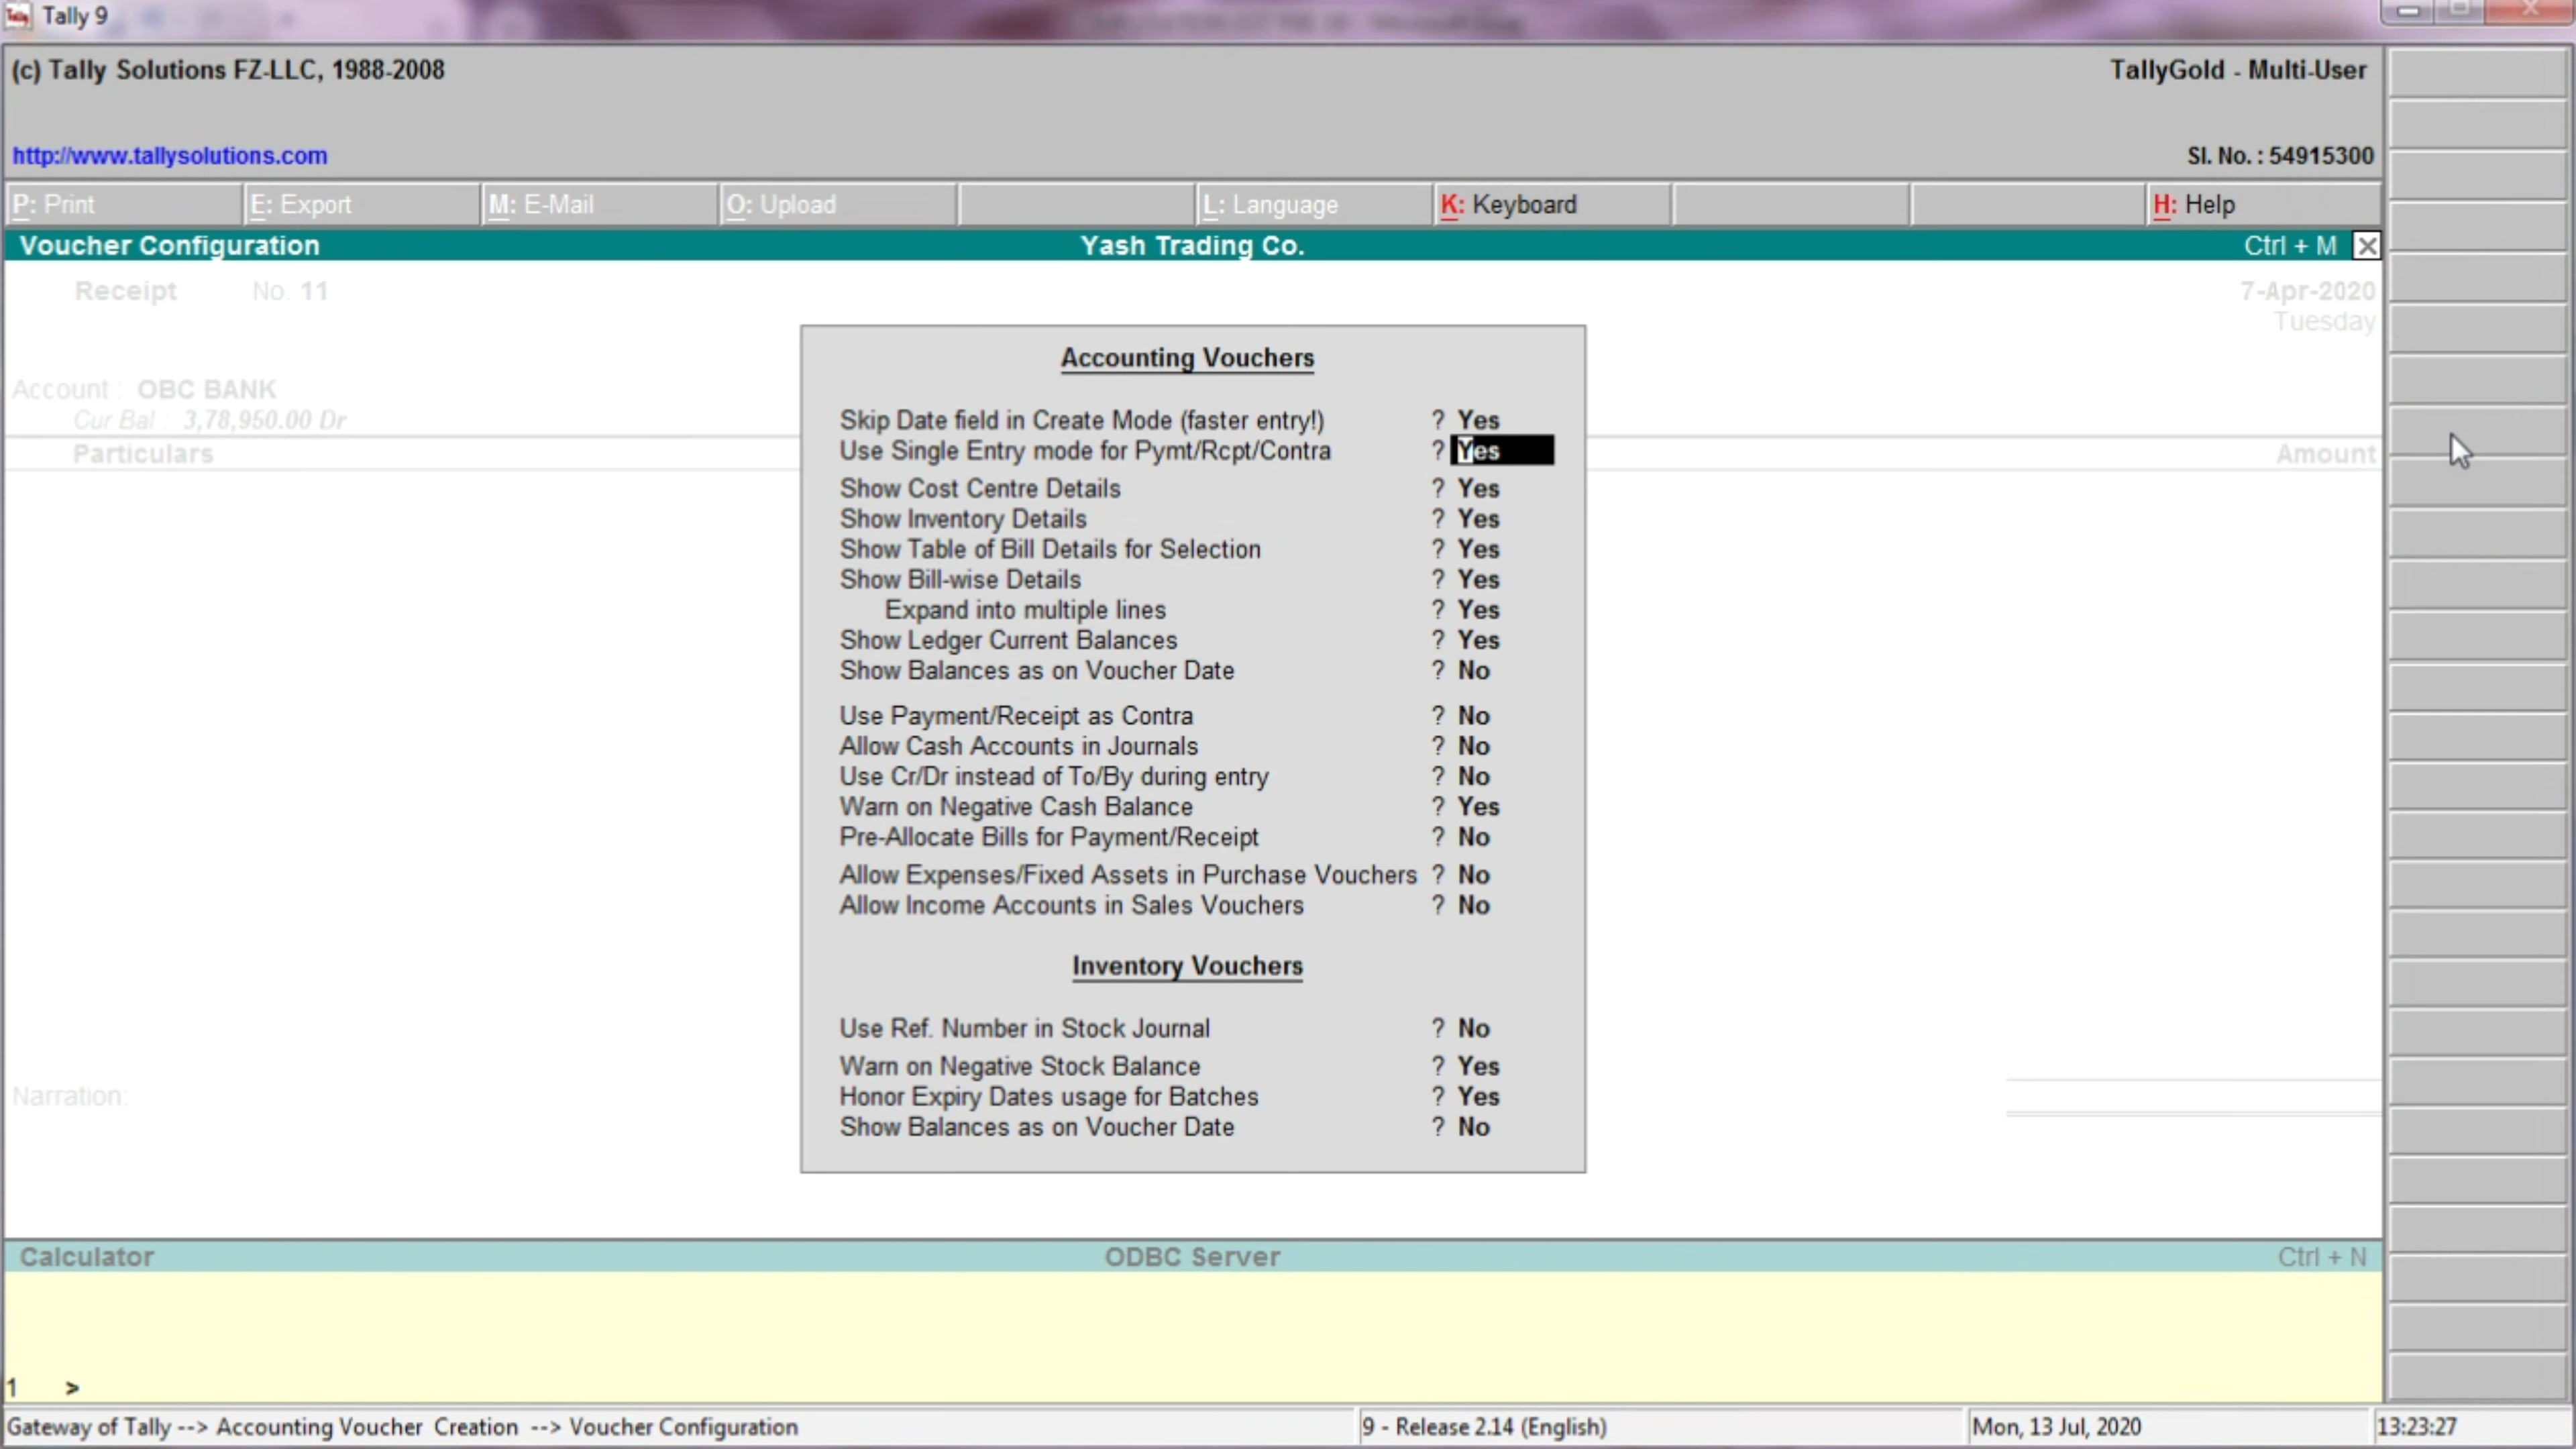 Tally 9
(c) Tally Solutions FZ-LLC, 1988-2008 TallyGold - Multi-User
http://www.tallysolutions.com Sl. No. : 54915300
P: Print E: Export M: E-Mail O: Upload L: Language K: Keyboard H: Help
Voucher Configuration Yash Trading Co. Ctrl + M
Receipt No. 11 7-Apr-2020
Tuesday
Account : OBC BANK
Cur Bal : 3,78,950.00 Dr
Particulars Amount
Accounting Vouchers
Skip Date field in Create Mode (faster entry!) ? Yes
Use Single Entry mode for Pymt/Rcpt/Contra ? Yes
Show Cost Centre Details ? Yes
Show Inventory Details ? Yes
Show Table of Bill Details for Selection ? Yes
Show Bill-wise Details ? Yes
Expand into multiple lines ? Yes
Show Ledger Current Balances ? Yes
Show Balances as on Voucher Date ? No
Use Payment/Receipt as Contra ? No
Allow Cash Accounts in Journals ? No
Use Cr/Dr instead of To/By during entry ? No
Warn on Negative Cash Balance ? Yes
Pre-Allocate Bills for Payment/Receipt ? No
Allow Expenses/Fixed Assets in Purchase Vouchers ? No
Allow Income Accounts in Sales Vouchers ? No
Inventory Vouchers
Use Ref. Number in Stock Journal ? No
Warn on Negative Stock Balance ? Yes
Honor Expiry Dates usage for Batches ? Yes
Show Balances as on Voucher Date ? No
Narration:
Calculator ODBC Server Ctrl + N
1 >
Gateway of Tally --> Accounting Voucher Creation --> Voucher Configuration 9 - Release 2.14 (English) Mon, 13 Jul, 2020 13:23:27